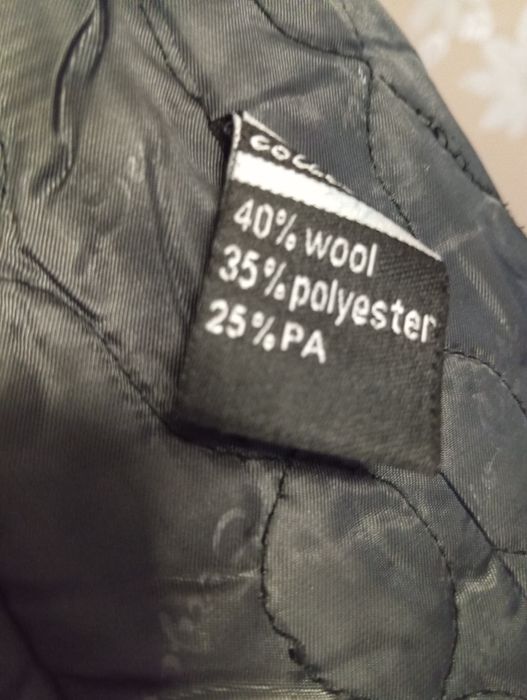 40% wool
35% polyester
25% PA